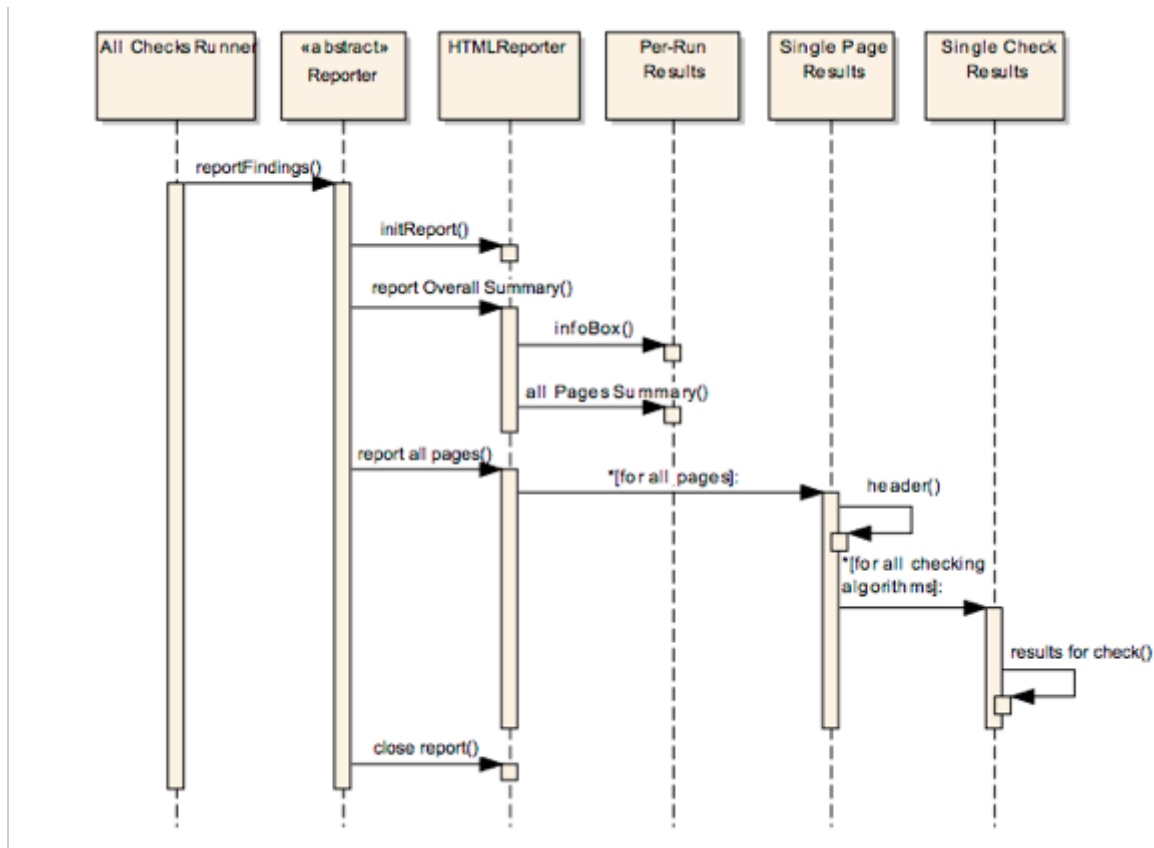 All Checks Runner
«abstract»
Reporter
HTMLReporter
Per-Run
Results
Single Page
Results
Single Check
Results
reportFindings()
initReport()
report Overall Summary()
infoBox()
all Pages Summary()
report all pages()
*[for all pages]:
header()
*[for all checking
algorithms]:
results for check()
close report()